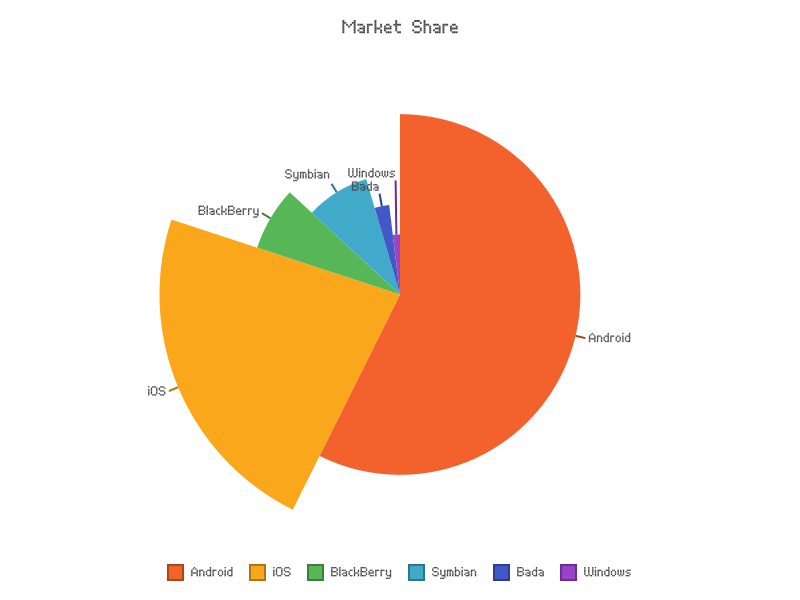 Market Share
Windows
Symbian
Bada
BlackBerry
Android
iOS
Android iOS BlackBerry Symbian Bada Windows